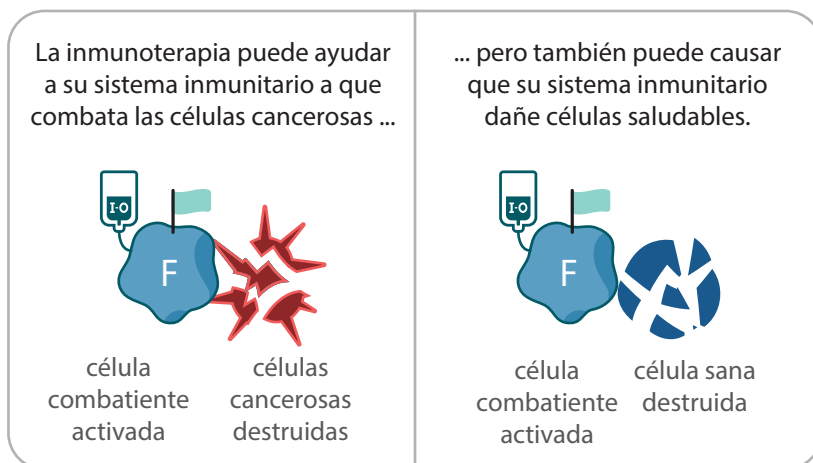 La inmunoterapia puede ayudar
a su sistema inmunitario a que
combata las células cancerosas ...
I-O
F
célula
combatiente
activada
células
cancerosas
destruidas
... pero también puede causar
que su sistema inmunitario
dañe células saludables.
I-O
F
célula
combatiente
activada
célula sana
destruida